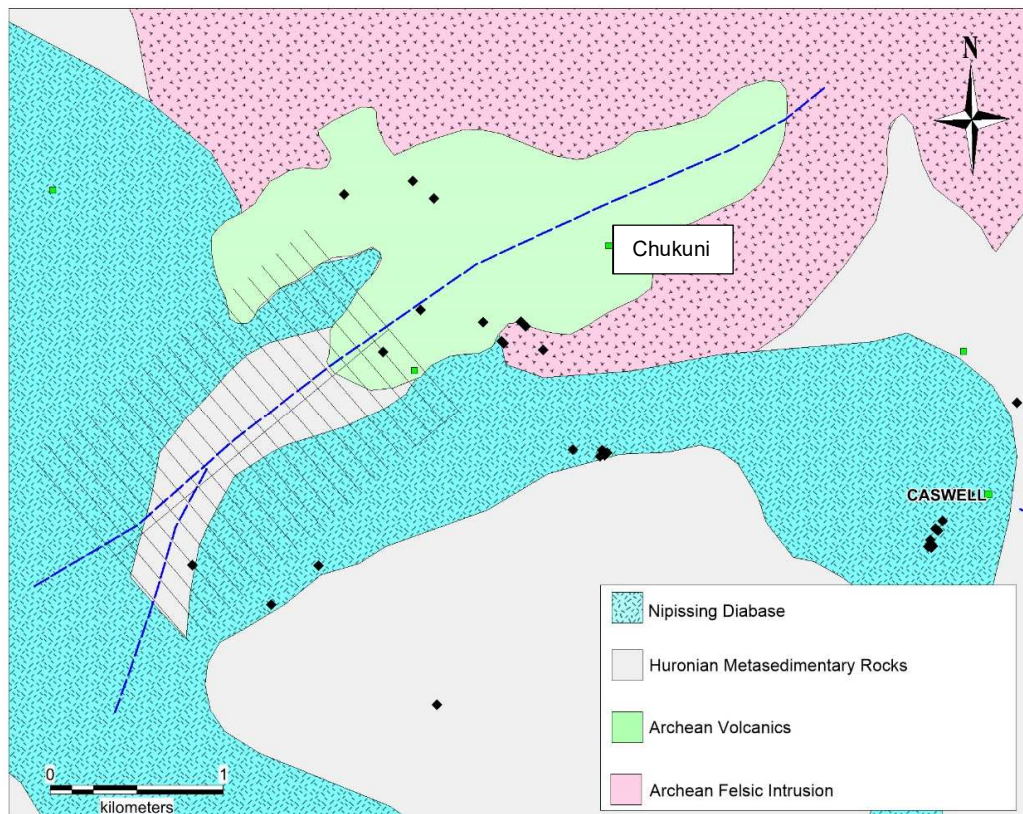 N
Chukuni
CASWELL
Nipissing Diabase
Huronian Metasedimentary Rocks
Archean Volcanics
Archean Felsic Intrusion
0 1
kilometers